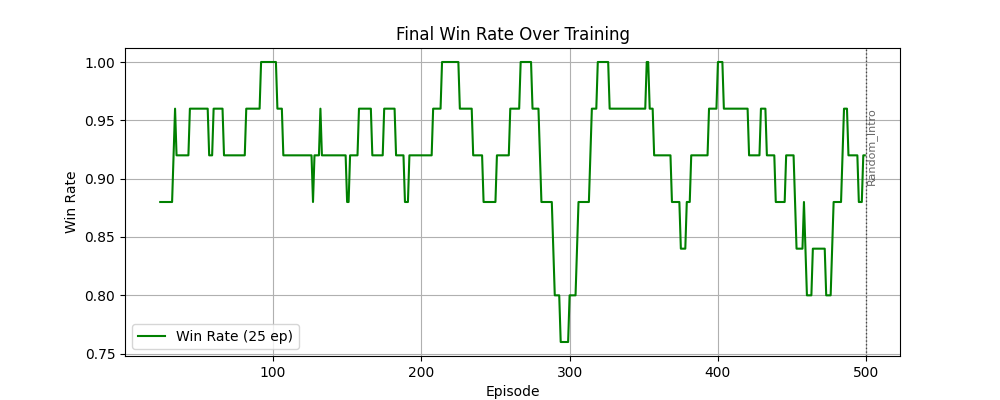 Final Win Rate Over Training
Win Rate
1.00
0.95
0.90
0.85
0.80
0.75
Random_Intro
Win Rate (25 ep)
100
200
300
400
500
Episode